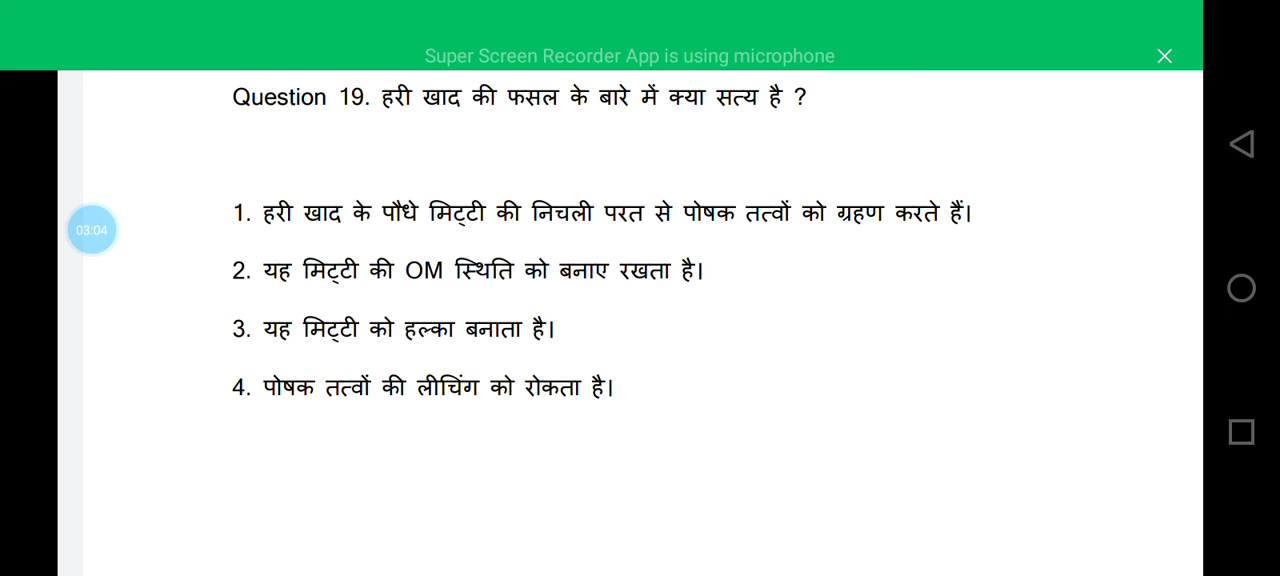 Super Screen Recorder App is using microphone
Question 19. हरी खाद की फसल के बारे में क्या सत्य है ?
1. हरी खाद के पौधे मिट्टी की निचली परत से पोषक तत्वों को ग्रहण करते हैं।
03:04
2. यह मिट्टी की OM स्थिति को बनाए रखता है।
3. यह मिट्टी को हल्का बनाता है।
4. पोषक तत्वों की लीचिंग को रोकता है।